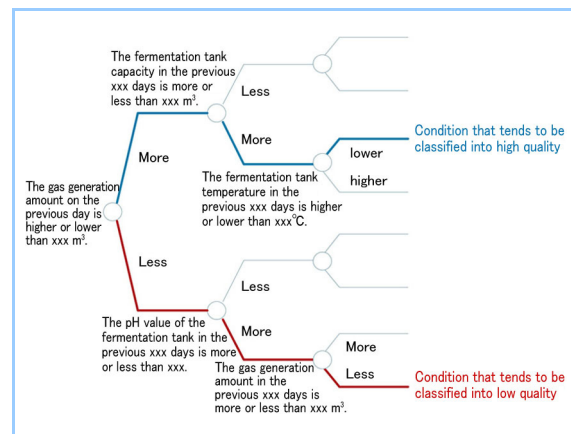 The fermentation tank
capacity in the previous
xxx days is more or
less than xxx m³.
Less
More
Condition that tends to be
classified into high quality
lower
higher
More
The fermentation tank
temperature in the
previous xxx days is higher
or lower than xxx°C.
The gas generation
amount on the
previous day is
higher or lower
than xxx m³.
Less
Less
The pH value of the
fermentation tank in the
previous xxx days is more
or less than xxx.
More
The gas generation
amount in the
previous xxx days is
more or less than xxx m³.
More
Less
Condition that tends to be
classified into low quality